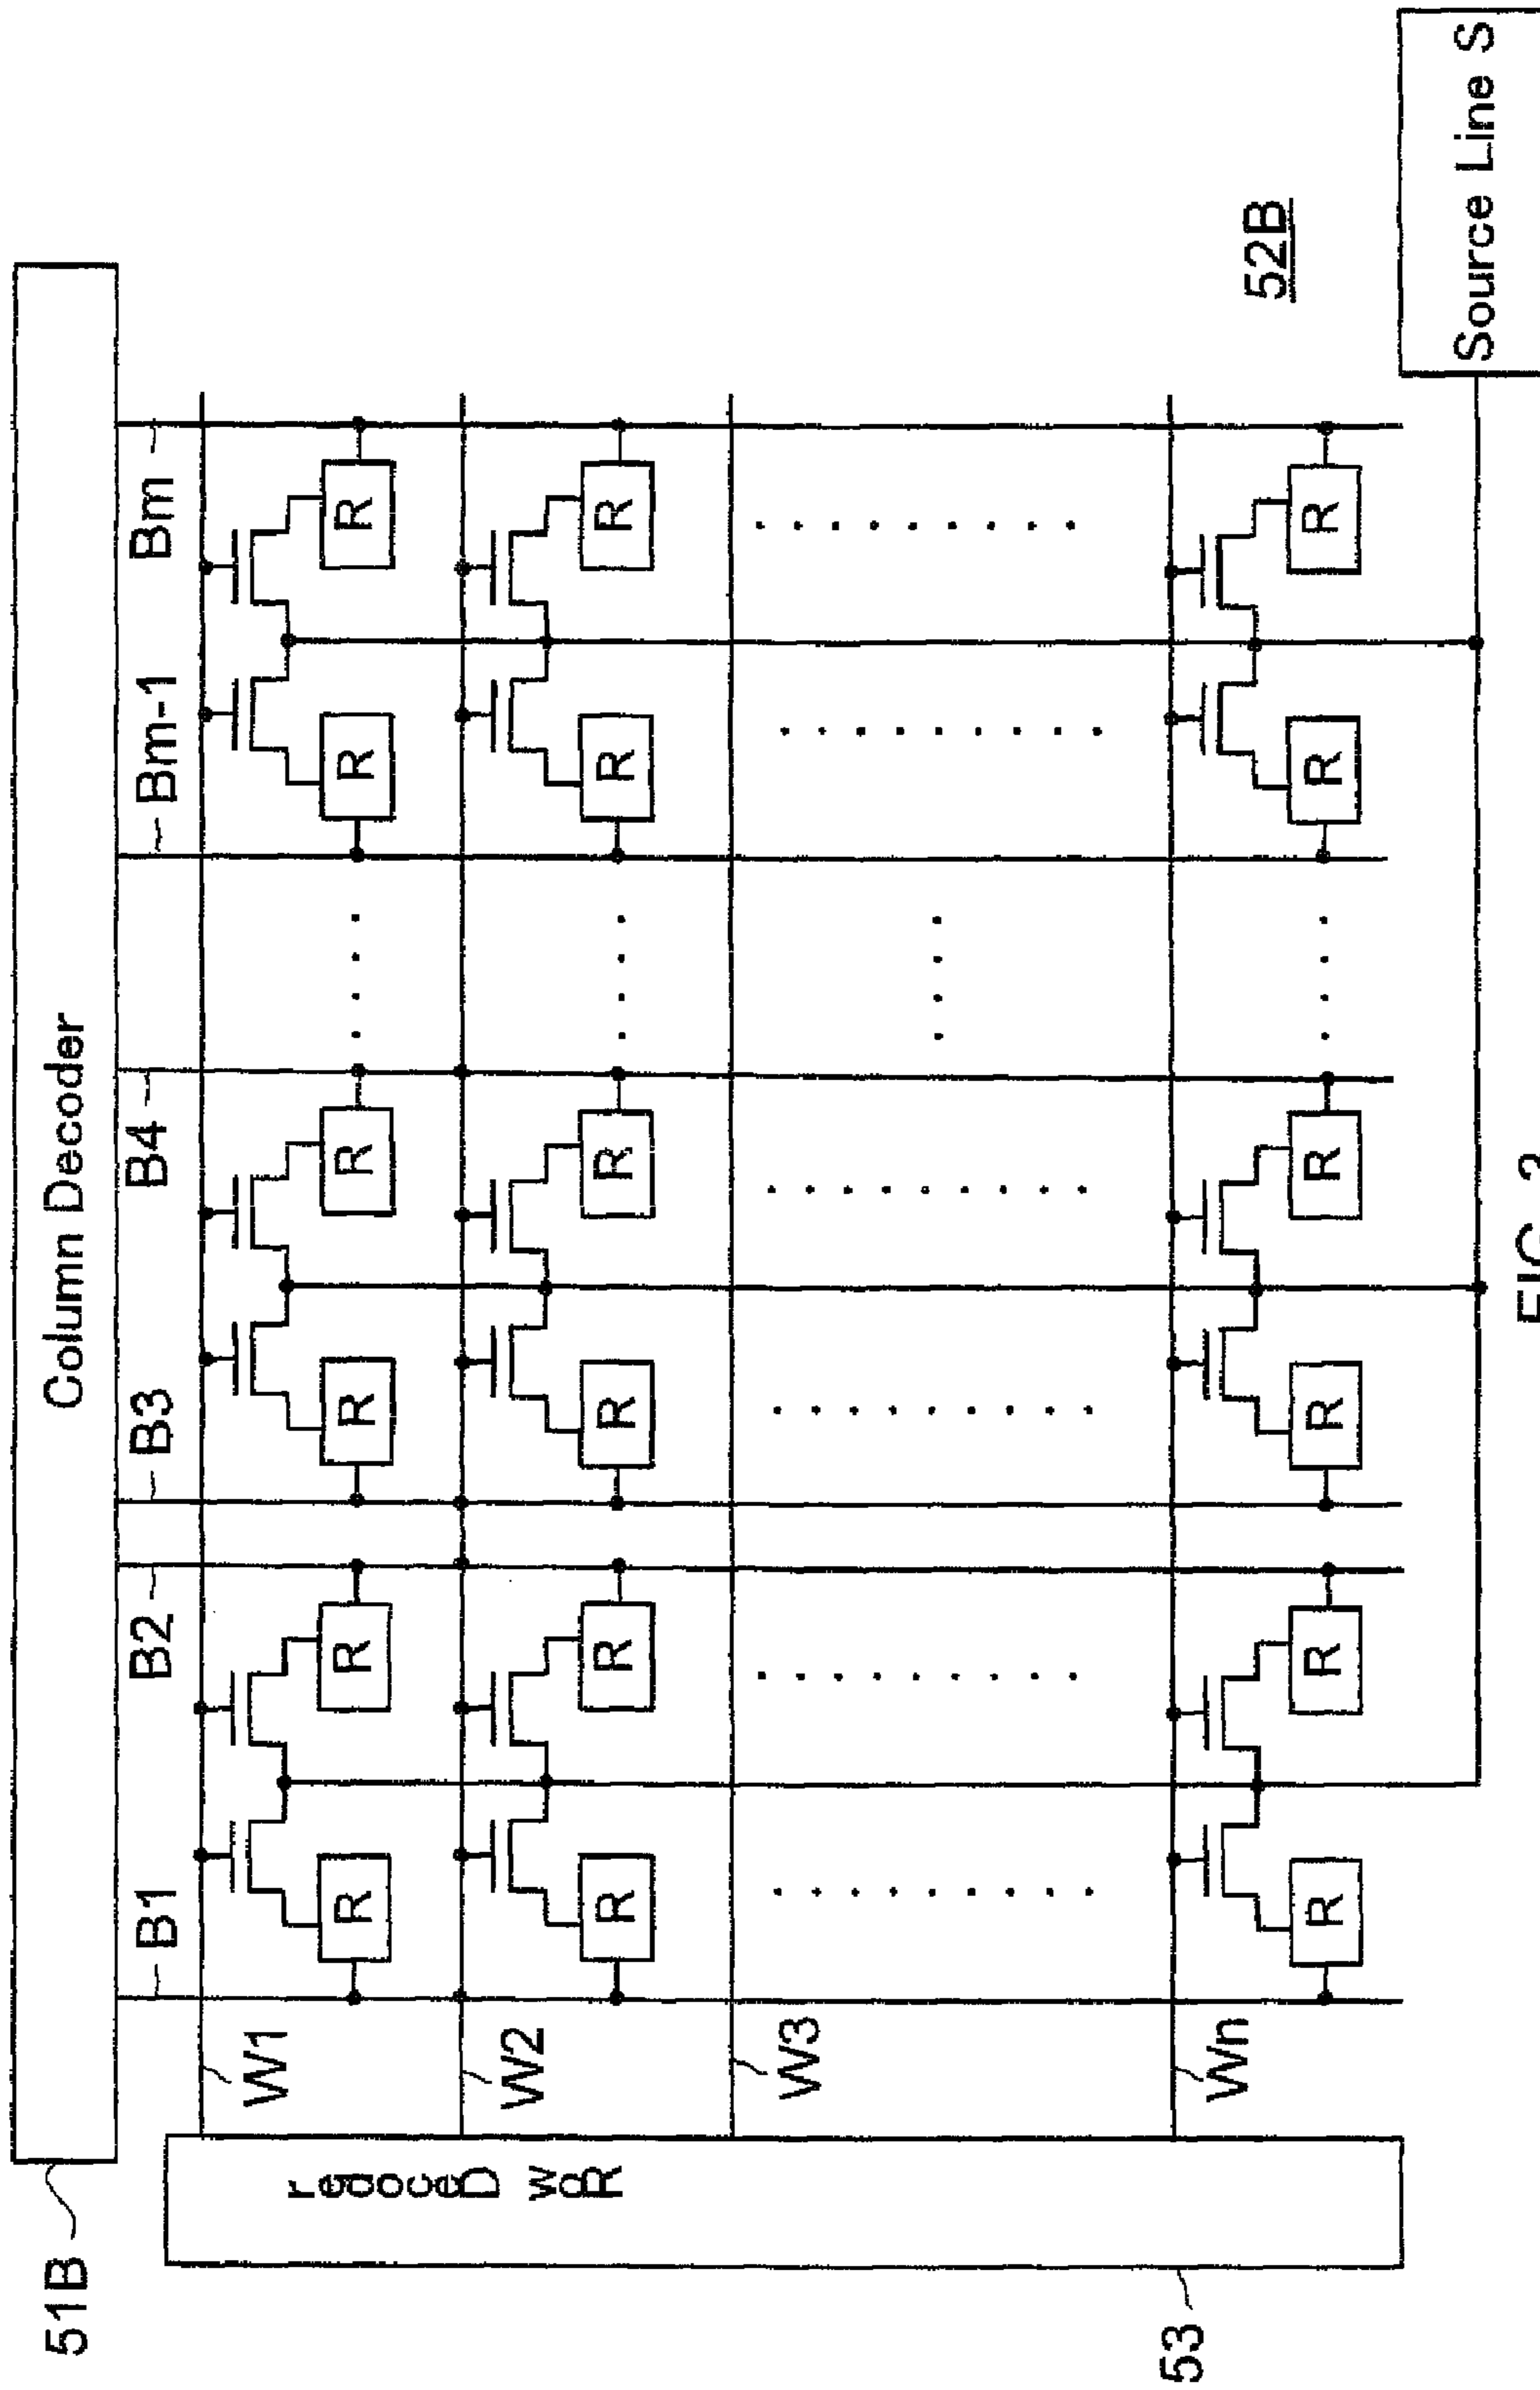 51B
Column Decoder
B1 B2 B3 B4 Bm-1 Bm
W1
R R R R R R
W2
R R R R R R
W3
Row Decoder
Wn
R R R R R R
53
52B
Source Line S
FIG.